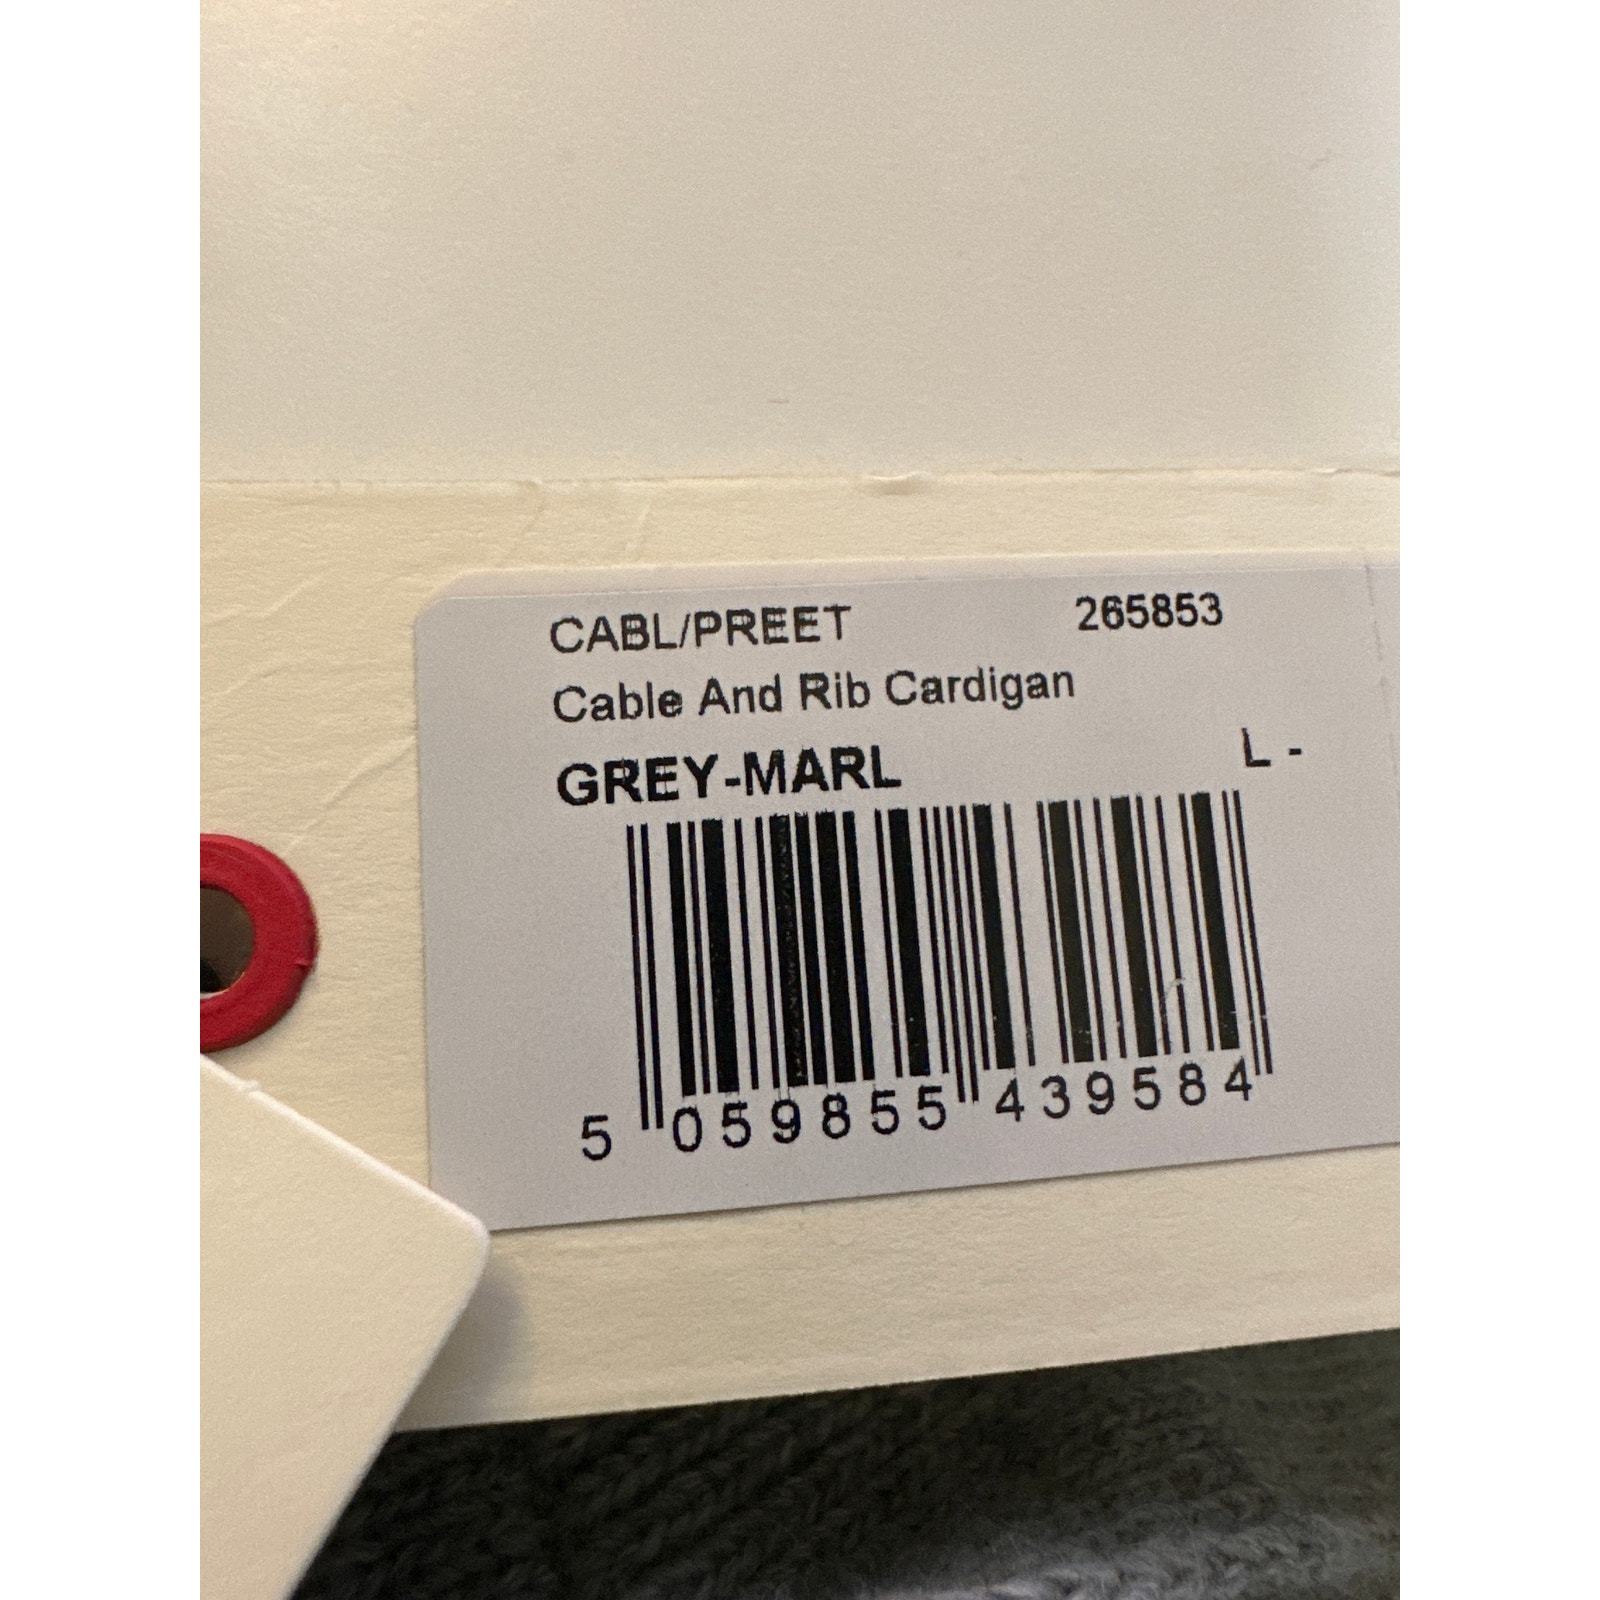 CABL/PREET 265853
Cable And Rib Cardigan
GREY-MARL L -
5 059855 439584